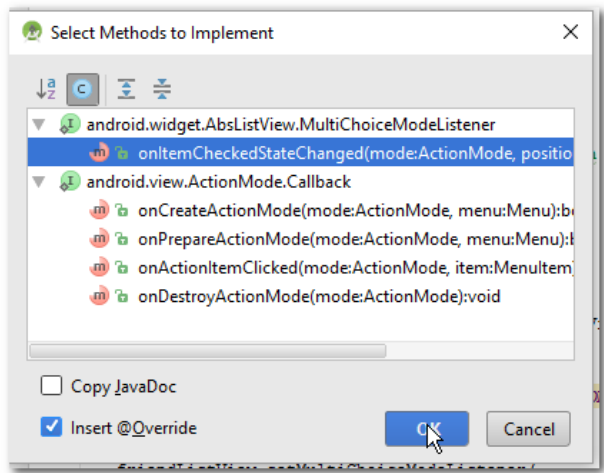 Select Methods to Implement
android.widget.AbsListView.MultiChoiceModeListener
onItemCheckedStateChanged(mode:ActionMode, positio
android.view.ActionMode.Callback
onCreateActionMode(mode:ActionMode, menu:Menu):b
onPrepareActionMode(mode:ActionMode, menu:Menu):b
onActionItemClicked(mode:ActionMode, item:MenuItem)
onDestroyActionMode(mode:ActionMode):void
Copy JavaDoc
Insert @Override
OK Cancel